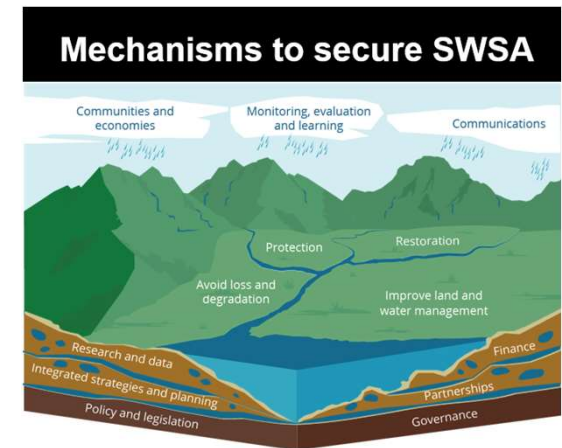 Mechanisms to secure SWSA
Communities and
economies
Monitoring, evaluation
and learning
Communications
Protection
Restoration
Avoid loss and
degradation
Improve land and
water management
Research and data
Finance
Integrated strategies and planning
Partnerships
Policy and legislation
Governance